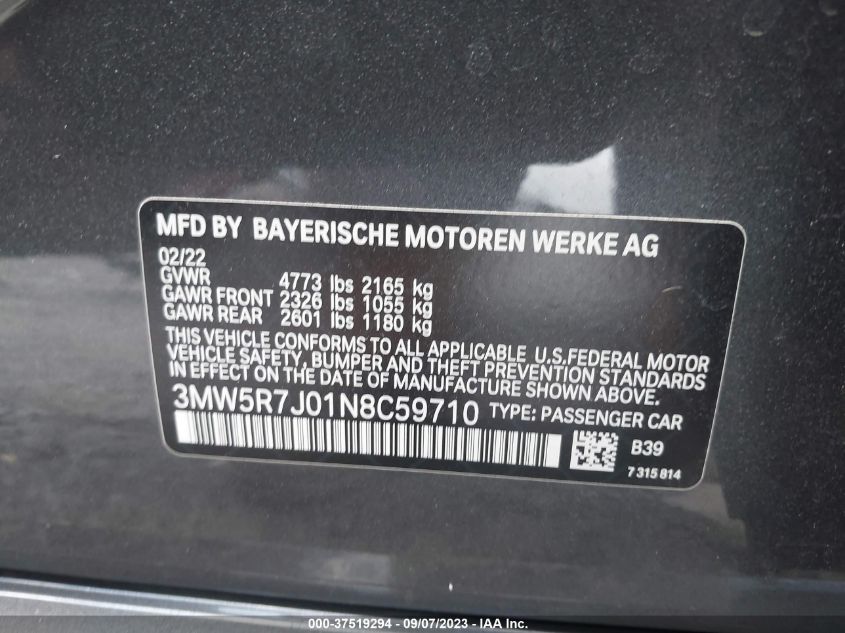 MFD BY BAYERISCHE MOTOREN WERKE AG
02/22
GVWR 4773 lbs 2165 kg
GAWR FRONT 2326 lbs 1055 kg
GAWR REAR 2601 lbs 1180 kg
THIS VEHICLE CONFORMS TO ALL APPLICABLE U.S.FEDERAL MOTOR
VEHICLE SAFETY, BUMPER AND THEFT PREVENTION STANDARDS
IN EFFECT ON THE DATE OF MANUFACTURE SHOWN ABOVE.
3MW5R7J01N8C59710 TYPE: PASSENGER CAR
B39
7 315 814
000-37519294 - 09/07/2023 - IAA Inc.